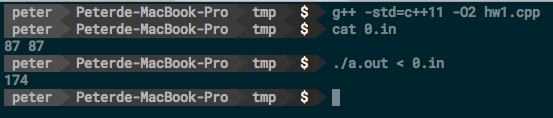 peter Peterde-MacBook-Pro tmp $ g++ -std=c++11 -O2 hw1.cpp
peter Peterde-MacBook-Pro tmp $ cat 0.in
87 87
peter Peterde-MacBook-Pro tmp $ ./a.out < 0.in
174
peter Peterde-MacBook-Pro tmp $